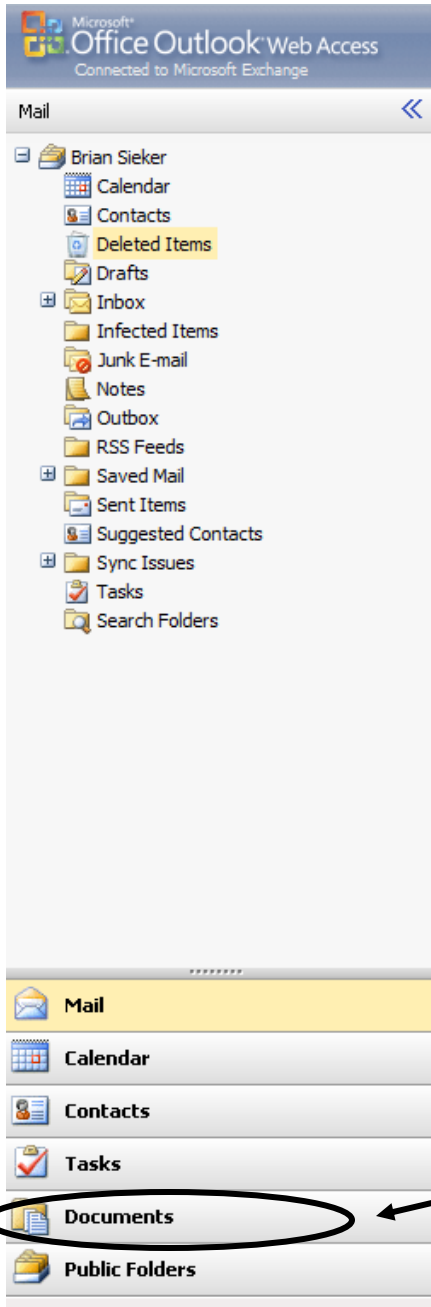 Microsoft®
Office Outlook Web Access
Connected to Microsoft Exchange
Mail
Brian Sieker
Calendar
Contacts
Deleted Items
Drafts
Inbox
Infected Items
Junk E-mail
Notes
Outbox
RSS Feeds
Saved Mail
Sent Items
Suggested Contacts
Sync Issues
Tasks
Search Folders
Mail
Calendar
Contacts
Tasks
Documents
Public Folders